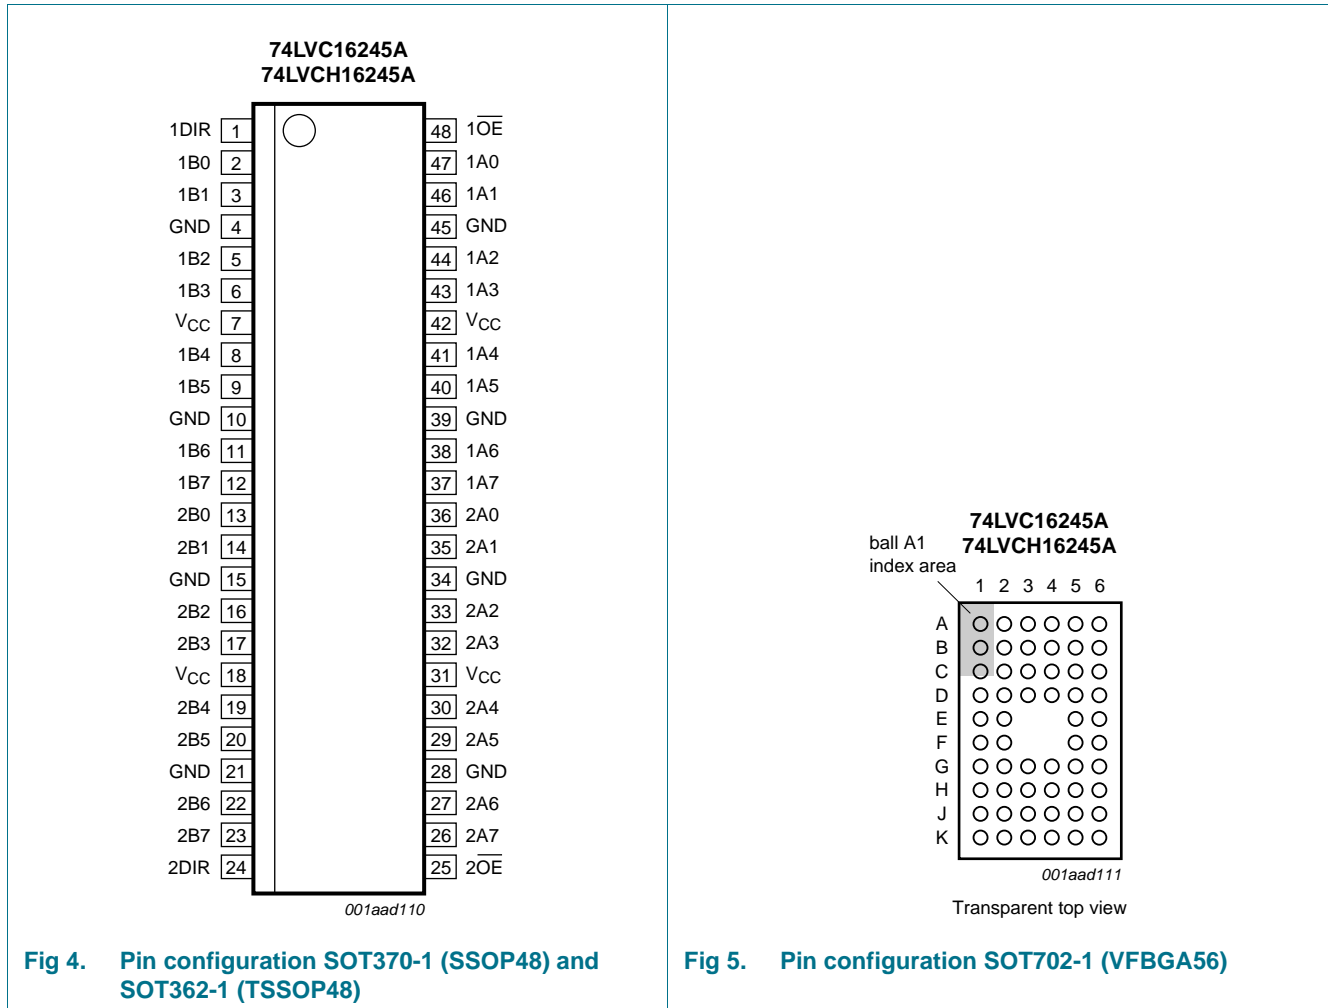 74LVC16245A
74LVCH16245A
1DIR 1 48 1OE
1B0 2 47 1A0
1B1 3 46 1A1
GND 4 45 GND
1B2 5 44 1A2
1B3 6 43 1A3
VCC 7 42 VCC
1B4 8 41 1A4
1B5 9 40 1A5
GND 10 39 GND
1B6 11 38 1A6
1B7 12 37 1A7
2B0 13 36 2A0
2B1 14 35 2A1
GND 15 34 GND
2B2 16 33 2A2
2B3 17 32 2A3
VCC 18 31 VCC
2B4 19 30 2A4
2B5 20 29 2A5
GND 21 28 GND
2B6 22 27 2A6
2B7 23 26 2A7
2DIR 24 25 2OE
001aad110
Fig 4. Pin configuration SOT370-1 (SSOP48) and
SOT362-1 (TSSOP48)
74LVC16245A
74LVCH16245A
ball A1
index area
1 2 3 4 5 6
A
B
C
D
E
F
G
H
J
K
001aad111
Transparent top view
Fig 5. Pin configuration SOT702-1 (VFBGA56)